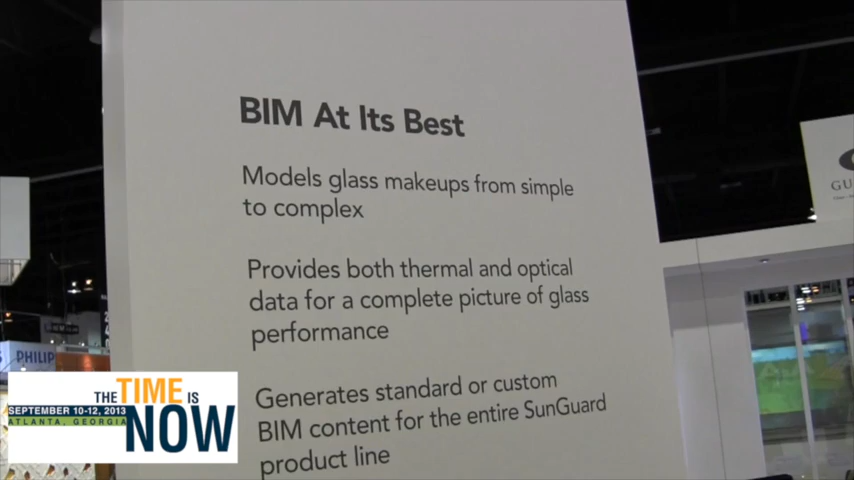 BIM At Its Best
Models glass makeups from simple
to complex
Provides both thermal and optical
data for a complete picture of glass
performance
Generates standard or custom
BIM content for the entire SunGuard
product line
GU
PHILIP
THE TIME IS
SEPTEMBER 10-12, 2013
NOW
ATLANTA, GEORGIA